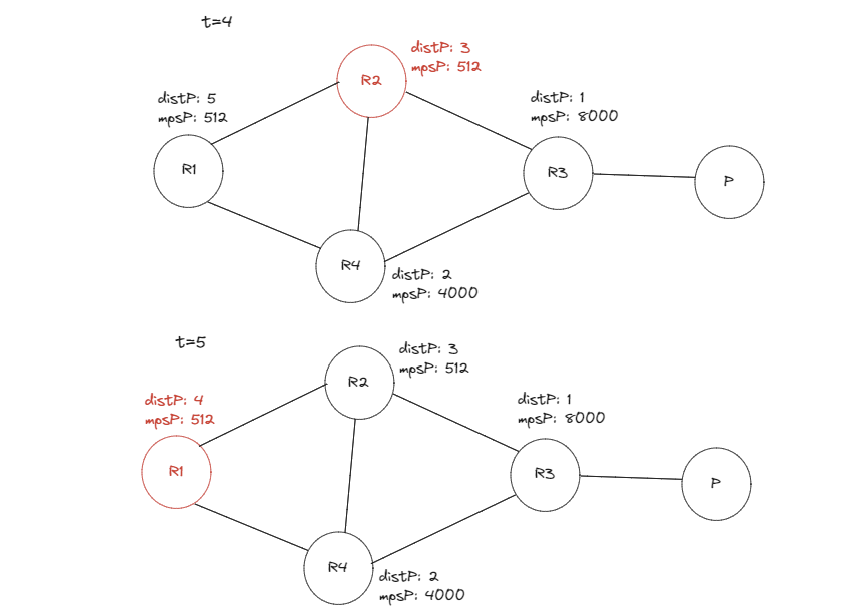 t=4
distP: 3
mpsP: 512
R2
distP: 5
mpsP: 512
distP: 1
mpsP: 8000
R1
R3
P
R4
distP: 2
mpsP: 4000
t=5
distP: 3
mpsP: 512
R2
distP: 4
mpsP: 512
distP: 1
mpsP: 8000
R1
R3
P
R4
distP: 2
mpsP: 4000